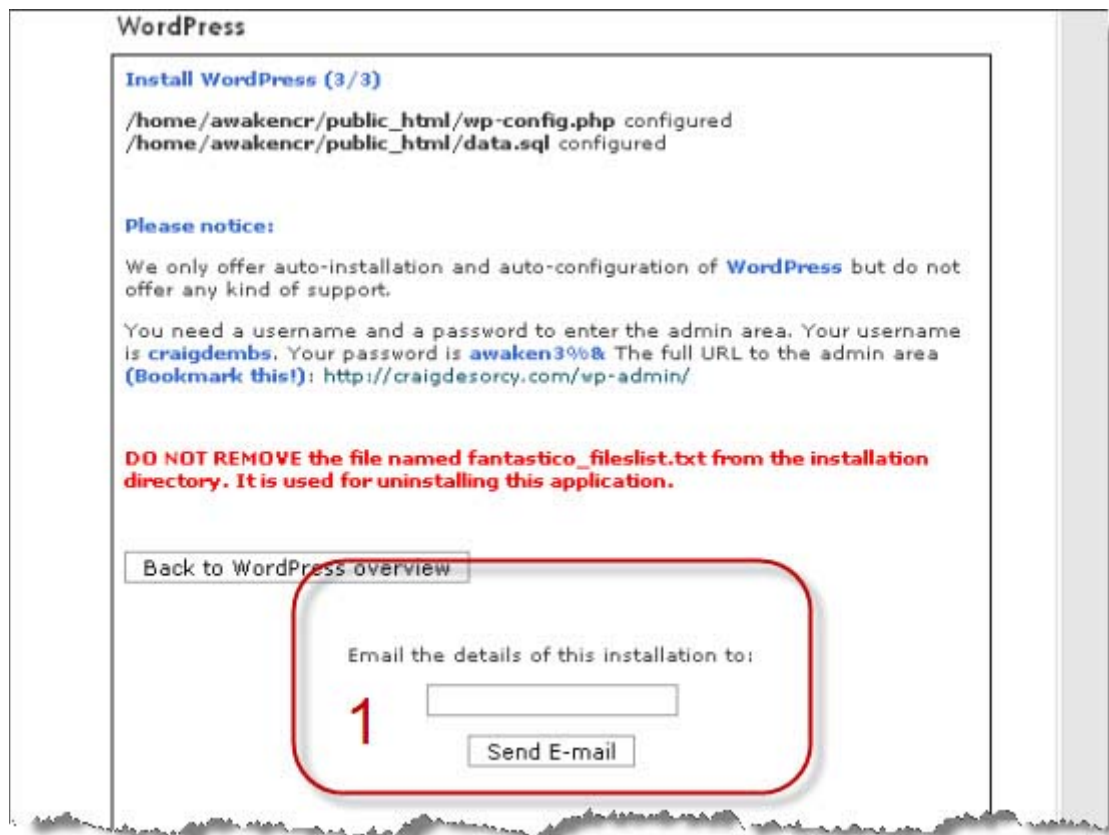 WordPress
Install WordPress (3/3)
/home/awakencr/public_html/wp-config.php configured
/home/awakencr/public_html/data.sql configured
Please notice:
We only offer auto-installation and auto-configuration of WordPress but do not
offer any kind of support.
You need a username and a password to enter the admin area. Your username
is craigdembs. Your password is awaken3%& The full URL to the admin area
(Bookmark this!): http://craigdesorcy.com/wp-admin/
DO NOT REMOVE the file named fantastico_fileslist.txt from the installation
directory. It is used for uninstalling this application.
Back to WordPress overview
Email the details of this installation to:
1
Send E-mail